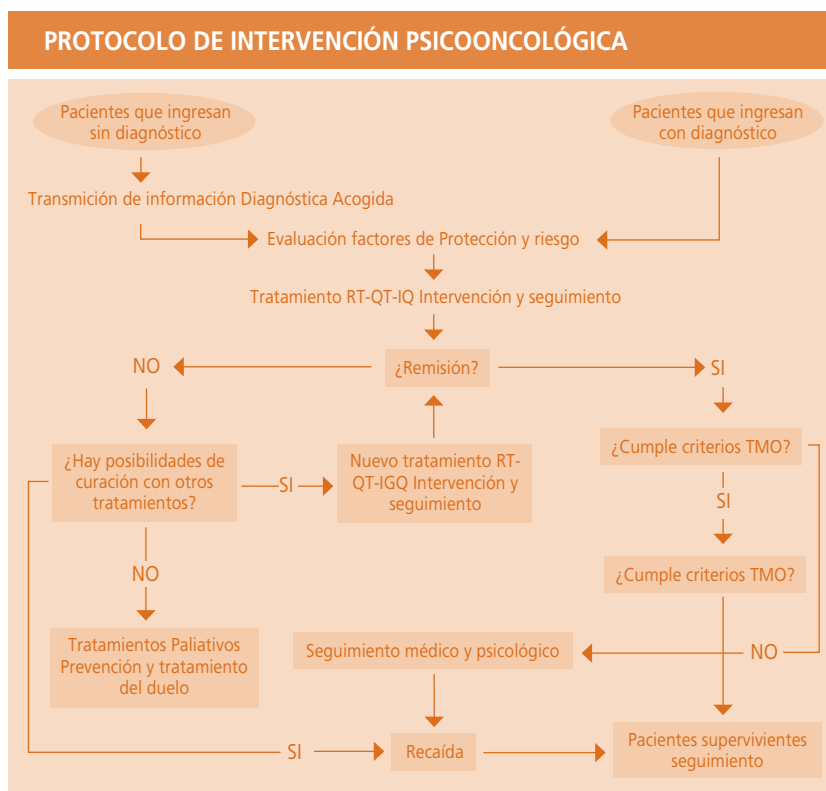 PROTOCOLO DE INTERVENCIÓN PSICOONCOLÓGICA
Pacientes que ingresan
sin diagnóstico
Pacientes que ingresan
con diagnóstico
Transmición de información Diagnóstica Acogida
Evaluación factores de Protección y riesgo
Tratamiento RT-QT-IQ Intervención y seguimiento
NO
¿Remisión?
SI
¿Hay posibilidades de
curación con otros
tratamientos?
SI
Nuevo tratamiento RT-
QT-IGQ Intervención y
seguimiento
¿Cumple criterios TMO?
SI
NO
¿Cumple criterios TMO?
Tratamientos Paliativos
Prevención y tratamiento
del duelo
Seguimiento médico y psicológico
NO
SI
Recaída
Pacientes supervivientes
seguimiento